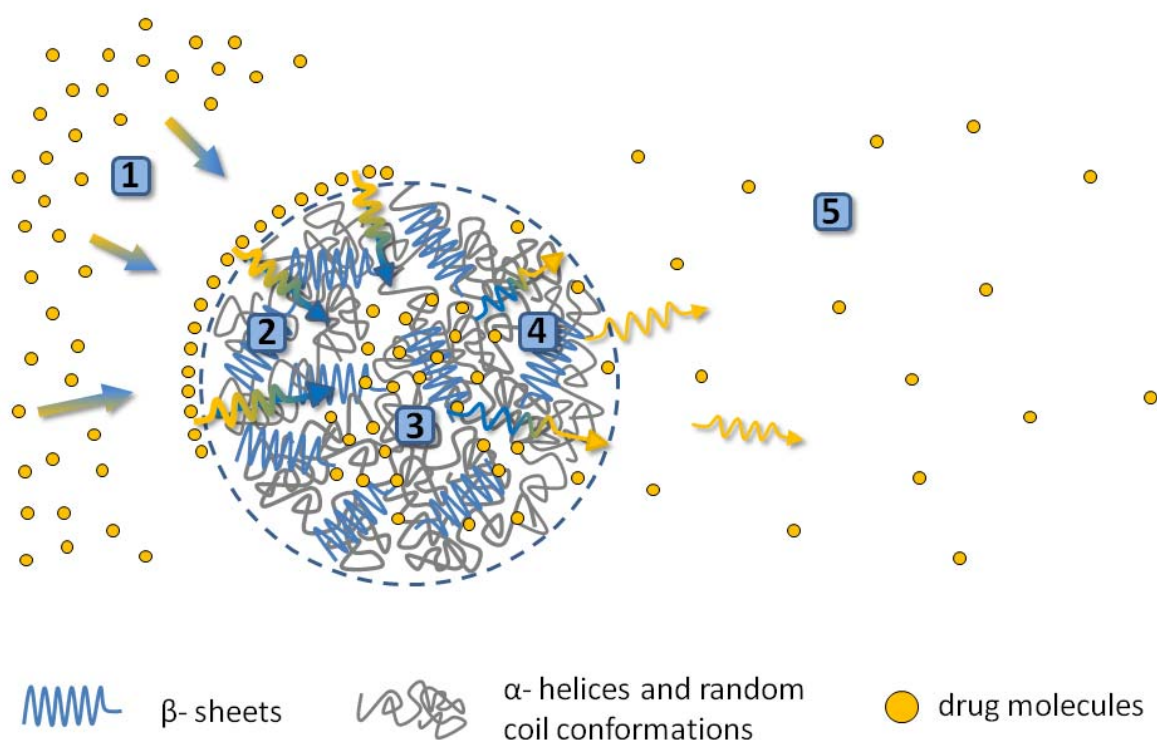 1
2
3
4
5
β- sheets
α- helices and random
coil conformations
drug molecules